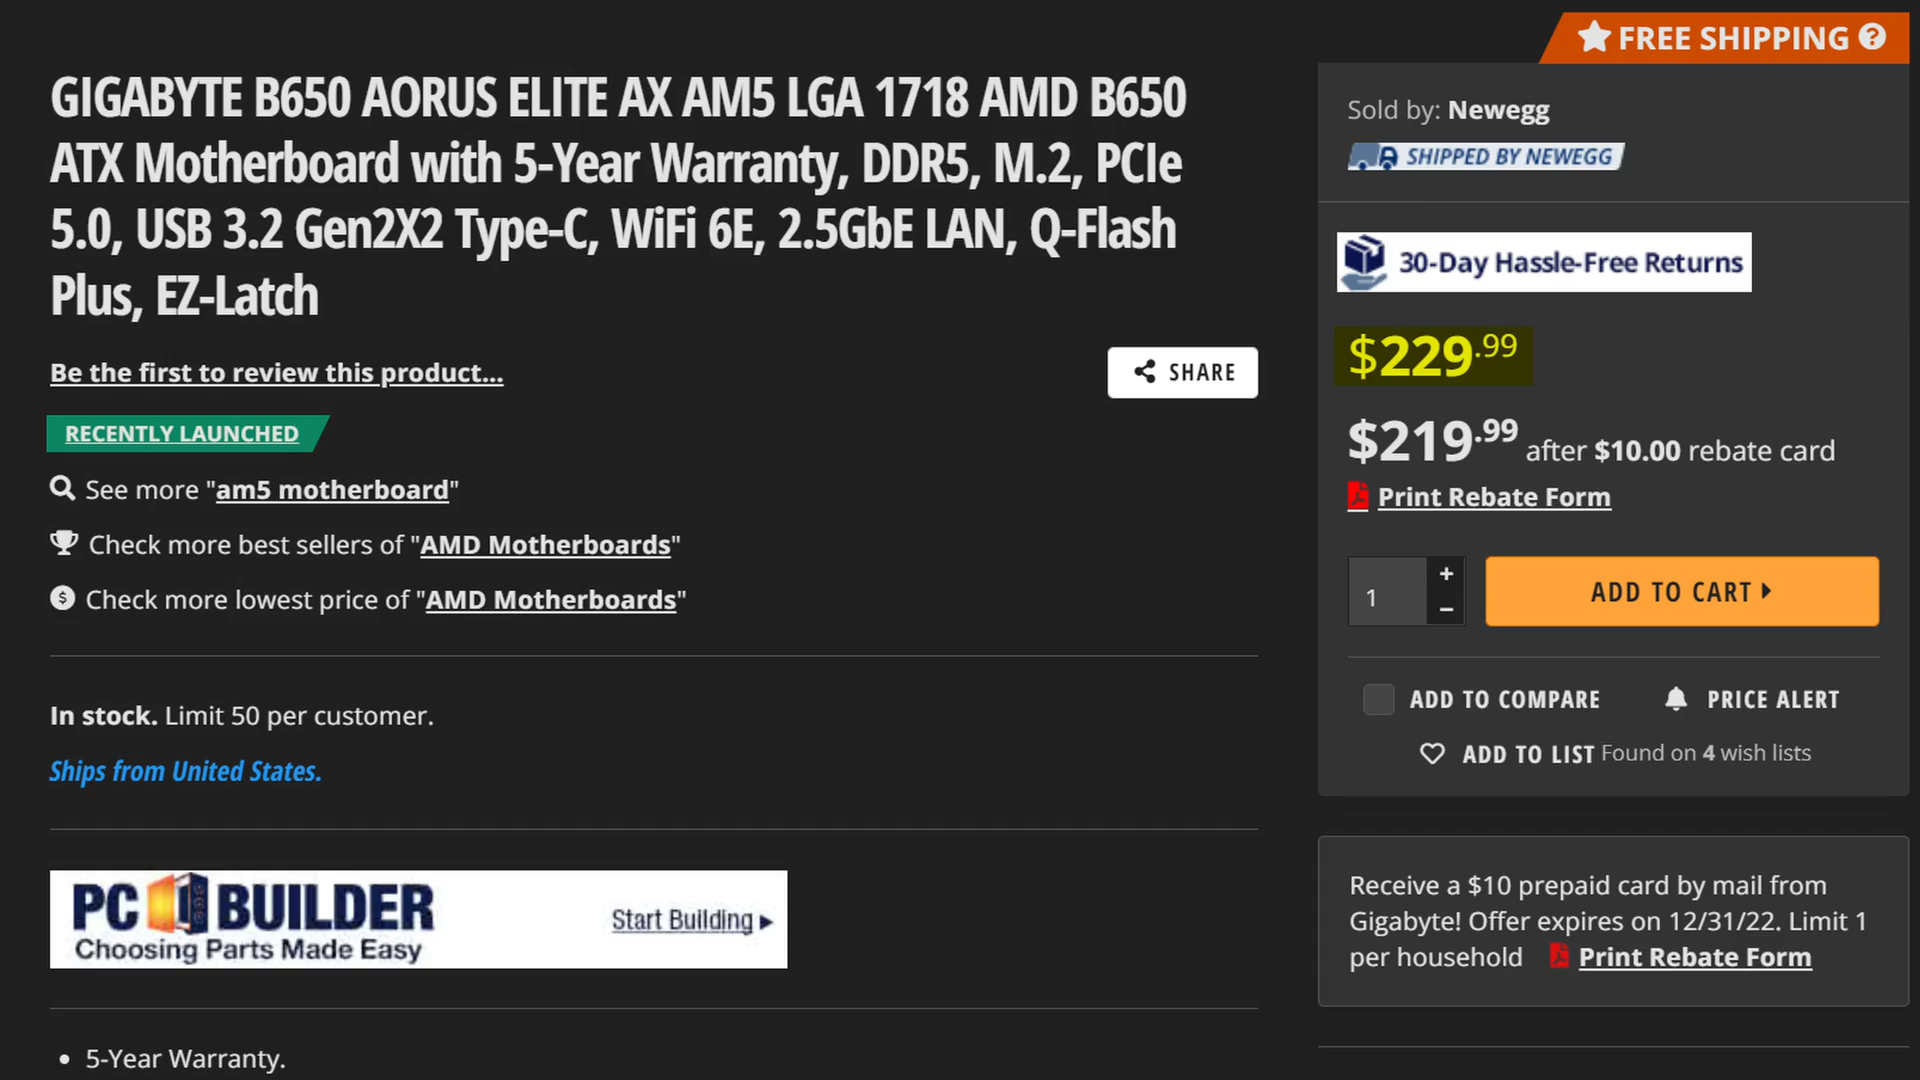 FREE SHIPPING
GIGABYTE B650 AORUS ELITE AX AM5 LGA 1718 AMD B650
ATX Motherboard with 5-Year Warranty, DDR5, M.2, PCIe
5.0, USB 3.2 Gen2X2 Type-C, WiFi 6E, 2.5GbE LAN, Q-Flash
Plus, EZ-Latch
Be the first to review this product...
SHARE
RECENTLY LAUNCHED
See more "am5 motherboard"
Check more best sellers of "AMD Motherboards"
Check more lowest price of "AMD Motherboards"
In stock. Limit 50 per customer.
Ships from United States.
PC BUILDER
Choosing Parts Made Easy
Start Building
• 5-Year Warranty.
Sold by: Newegg
SHIPPED BY NEWEGG
30-Day Hassle-Free Returns
$229.99
$219.99 after $10.00 rebate card
Print Rebate Form
1 + −
ADD TO CART
ADD TO COMPARE
PRICE ALERT
ADD TO LIST Found on 4 wish lists
Receive a $10 prepaid card by mail from
Gigabyte! Offer expires on 12/31/22. Limit 1
per household Print Rebate Form